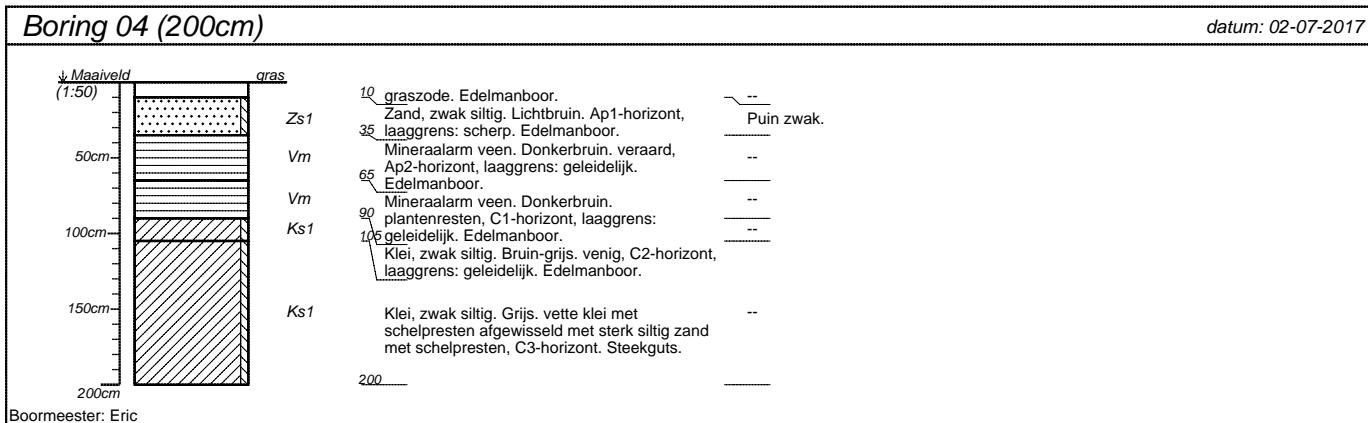 Boring 04 (200cm)
datum: 02-07-2017
Maaiveld
gras
(1:50)
10 graszode. Edelmanboor.
--
Zs1
Zand, zwak siltig. Lichtbruin. Ap1-horizont,
Puin zwak.
35 laaggrens: scherp. Edelmanboor.
50cm
Vm
Mineraalarm veen. Donkerbruin. veraard,
Ap2-horizont, laaggrens: geleidelijk.
--
65 Edelmanboor.
Vm
Mineraalarm veen. Donkerbruin.
--
90 plantenresten, C1-horizont, laaggrens:
100cm
Ks1
105 geleidelijk. Edelmanboor.
--
Klei, zwak siltig. Bruin-grijs. venig, C2-horizont,
laaggrens: geleidelijk. Edelmanboor.
150cm
Ks1
Klei, zwak siltig. Grijs. vette klei met
--
schelpresten afgewisseld met sterk siltig zand
met schelpresten, C3-horizont. Steekguts.
200
200cm
Boormeester: Eric